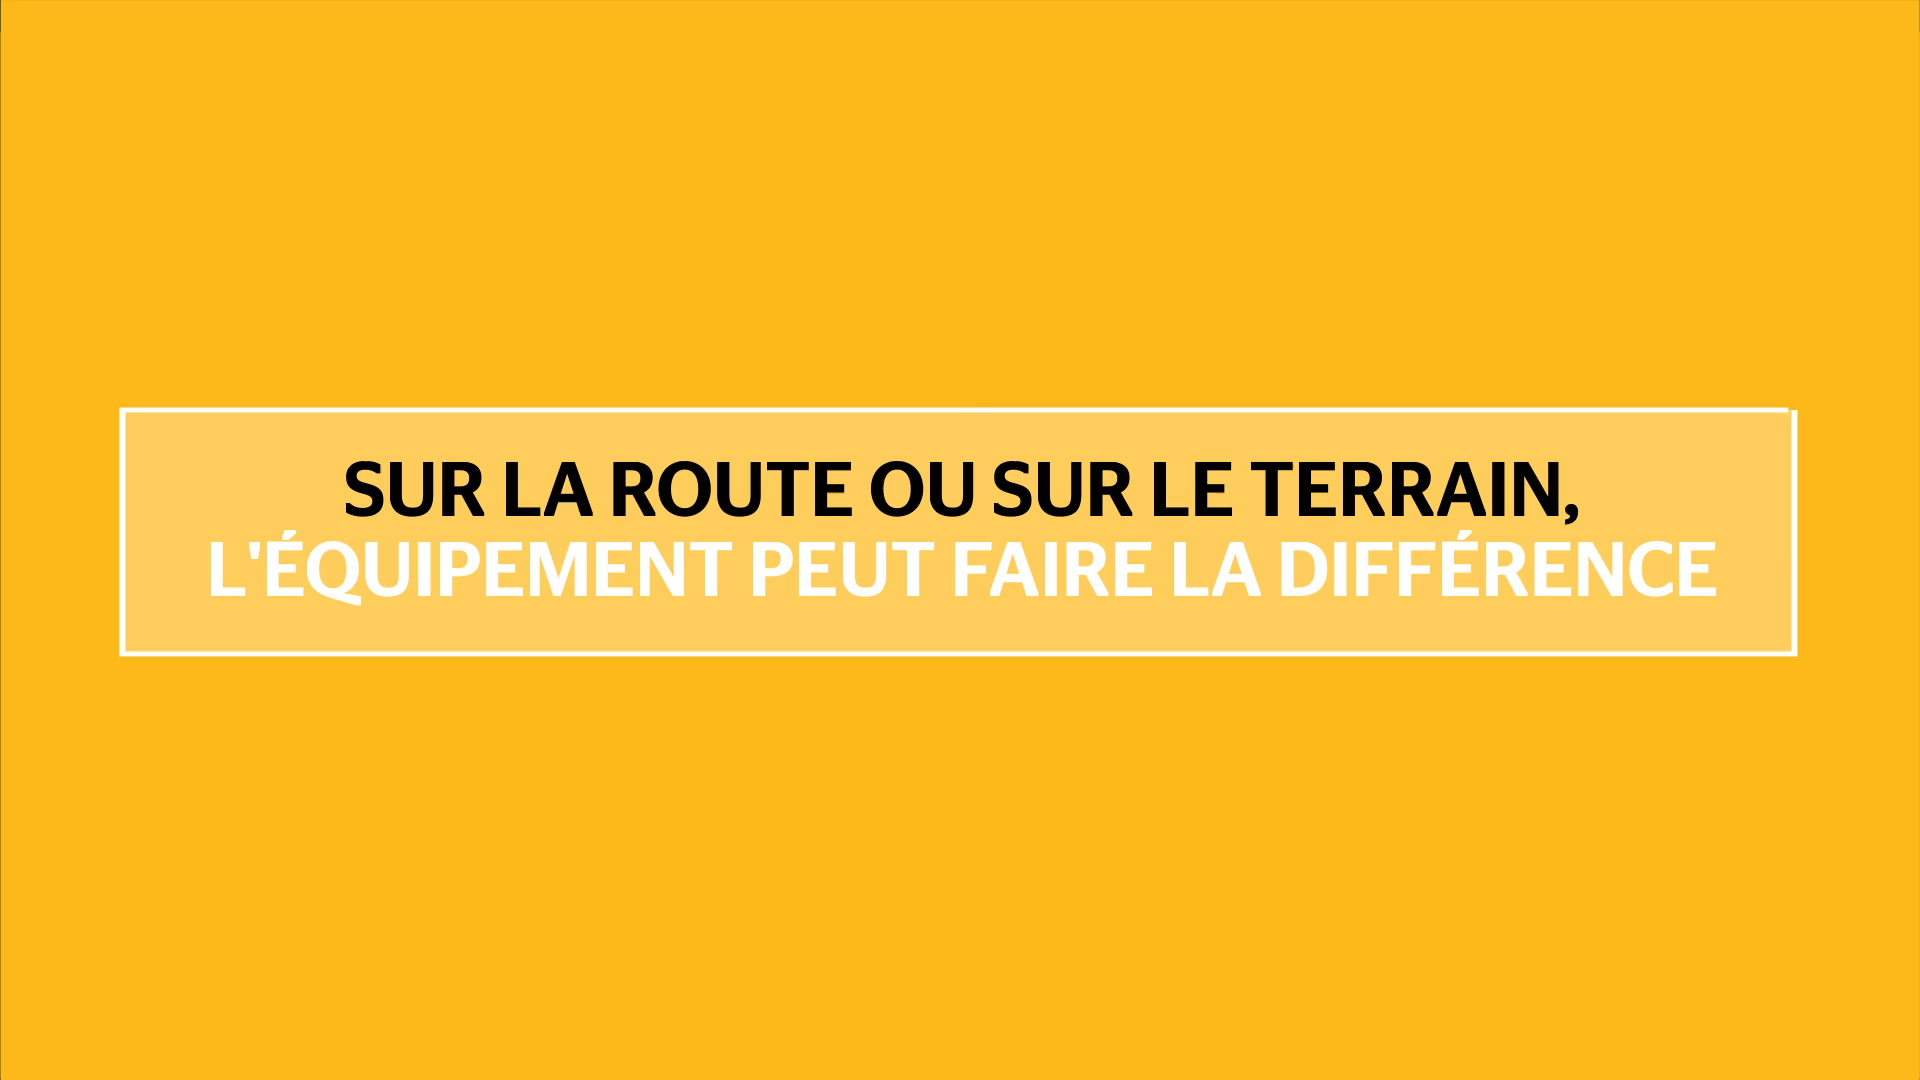 SUR LA ROUTE OU SUR LE TERRAIN,
L'ÉQUIPEMENT PEUT FAIRE LA DIFFÉRENCE